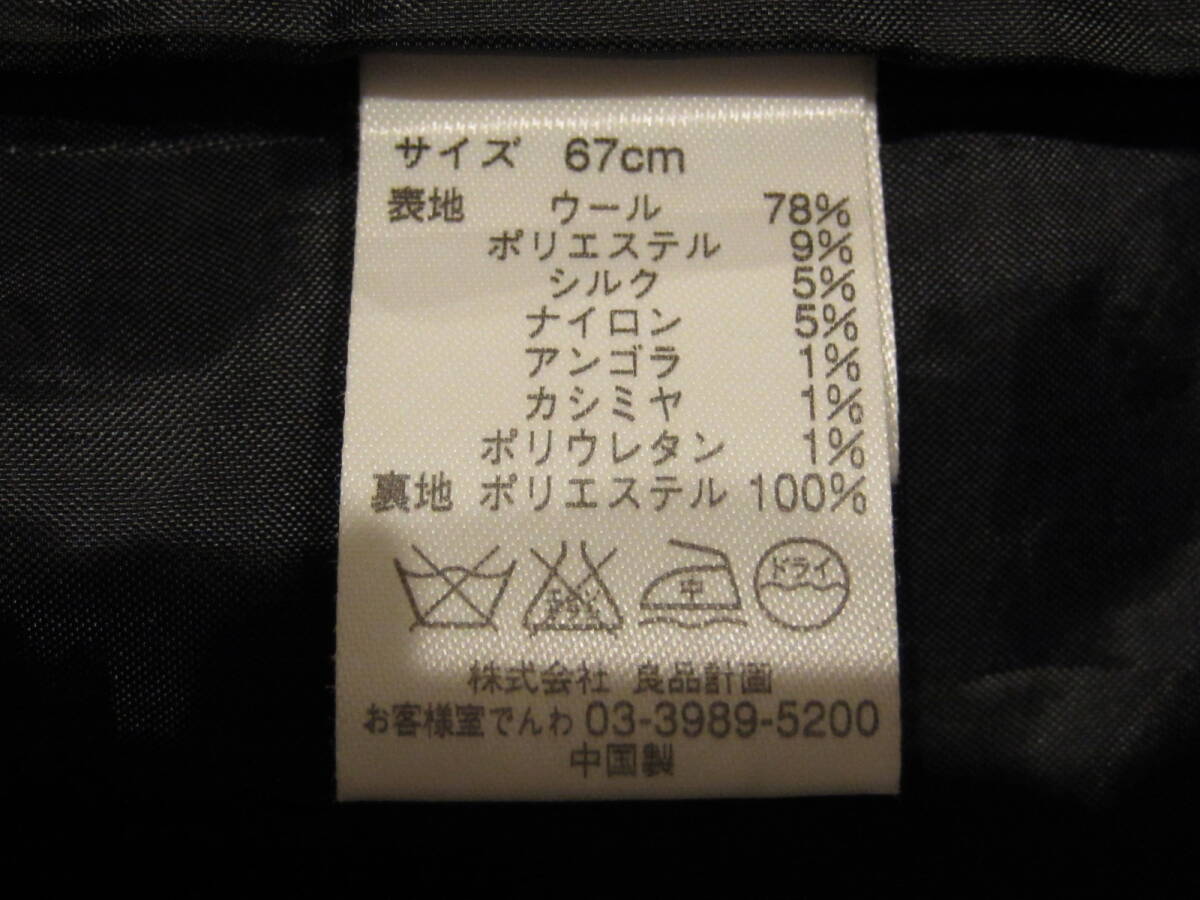 サイズ 67cm
表地 ウール 78%
ポリエステル 9%
シルク 5%
ナイロン 5%
アンゴラ 1%
カシミヤ 1%
ポリウレタン 1%
裏地 ポリエステル 100%
中 ドライ
株式会社 良品計画
お客様室でんわ 03-3989-5200
中国製